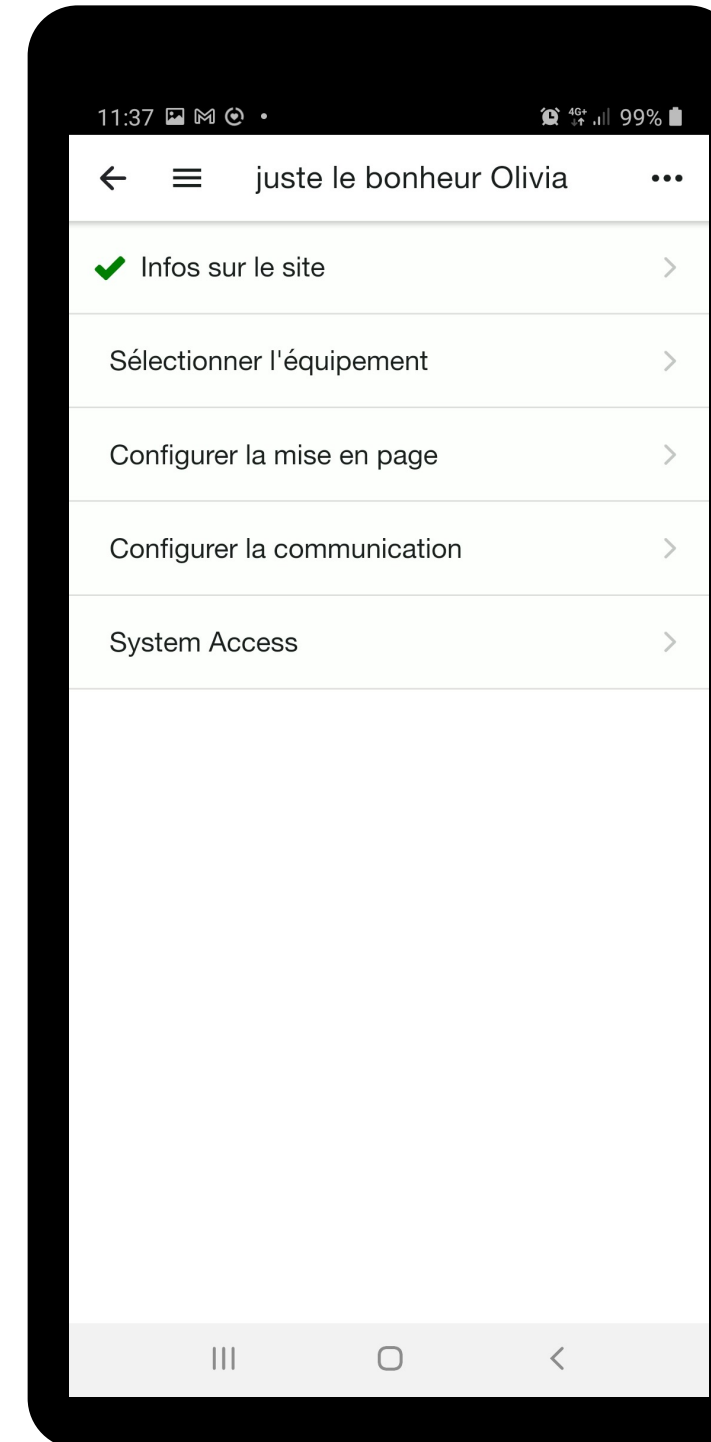 11:37
4G+
99%
juste le bonheur Olivia
Infos sur le site
Sélectionner l'équipement
Configurer la mise en page
Configurer la communication
System Access